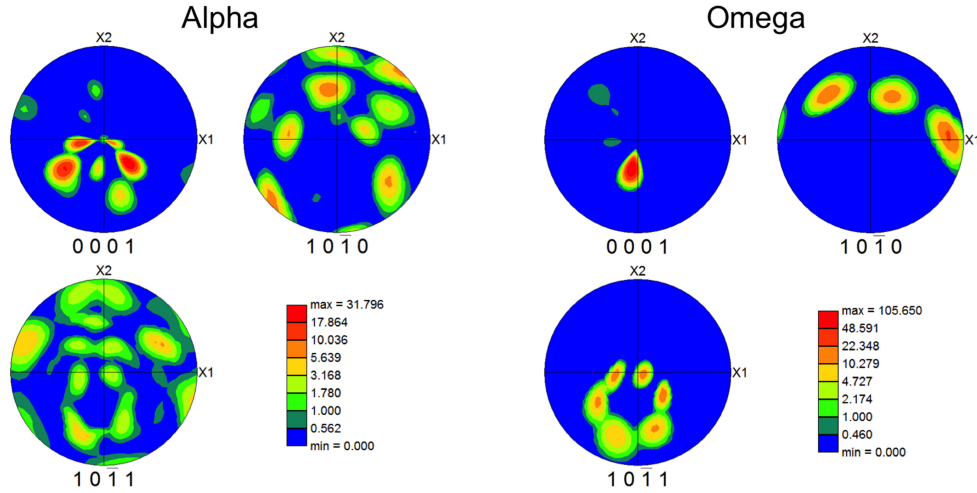 Alpha
Omega
X2
X1
0 0 0 1
X2
X1
1 0 1̅ 0
X2
X1
0 0 0 1
X2
X1
1 0 1̅ 0
X2
X1
1 0 1̅ 1
max = 31.796
17.864
10.036
5.639
3.168
1.780
1.000
0.562
min = 0.000
X2
X1
1 0 1̅ 1
max = 105.650
48.591
22.348
10.279
4.727
2.174
1.000
0.460
min = 0.000